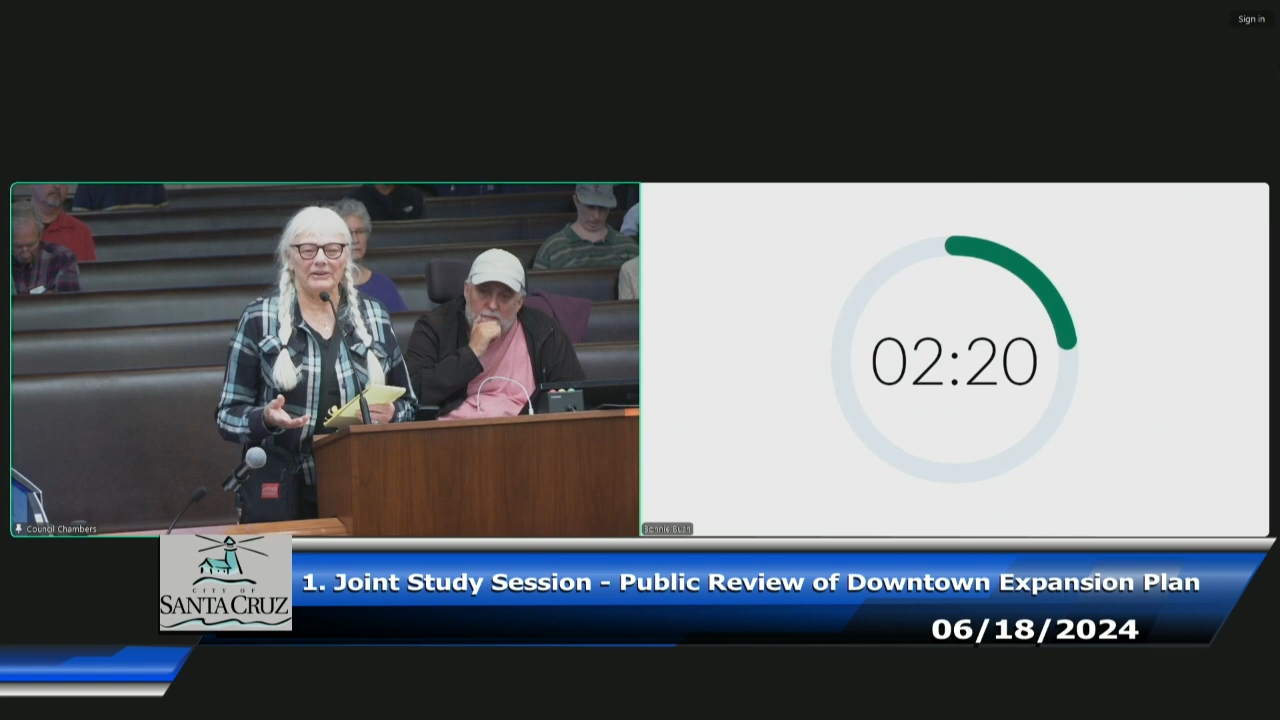 Sign in
02:20
Council Chambers
Bonnie Bush
CITY OF
SANTA CRUZ
1. Joint Study Session - Public Review of Downtown Expansion Plan
06/18/2024